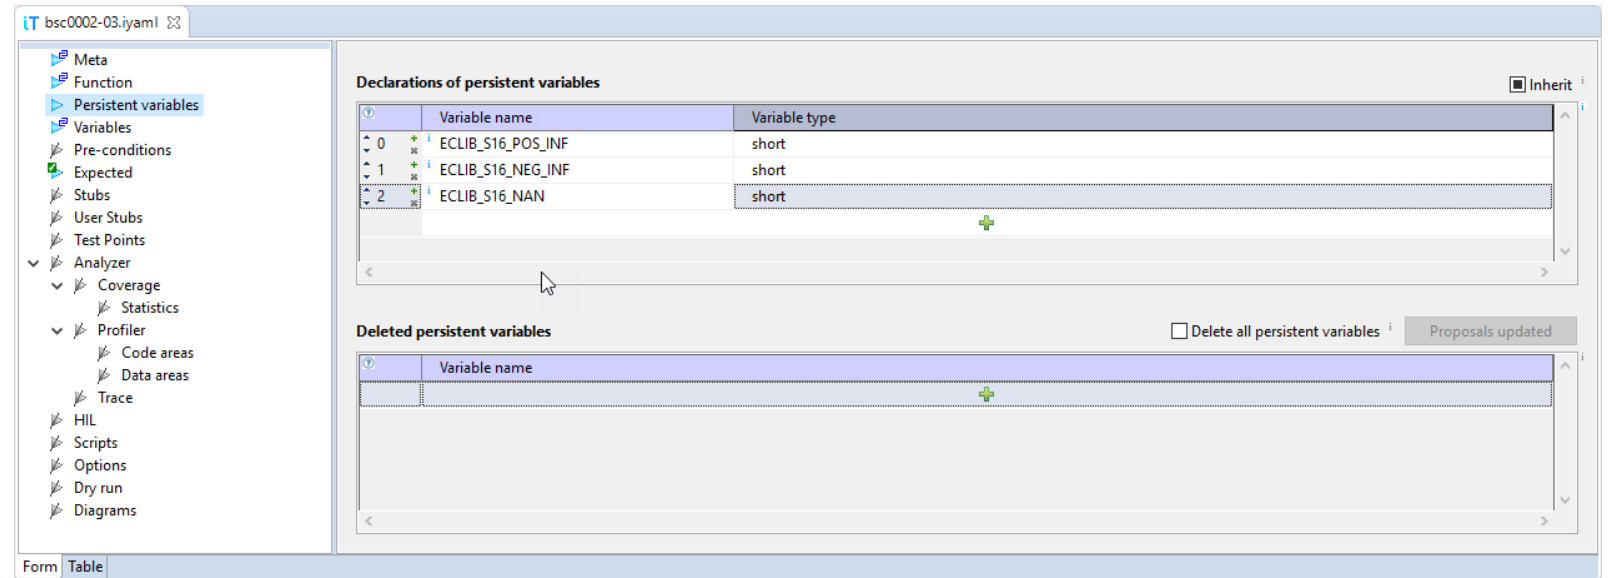 iT bsc0002-03.iyaml
Meta
Function
Persistent variables
Variables
Pre-conditions
Expected
Stubs
User Stubs
Test Points
Analyzer
Coverage
Statistics
Profiler
Code areas
Data areas
Trace
HIL
Scripts
Options
Dry run
Diagrams
Declarations of persistent variables
Inherit i
? Variable name Variable type i
0 i ECLIB_S16_POS_INF short
1 i ECLIB_S16_NEG_INF short
2 i ECLIB_S16_NAN short
Deleted persistent variables
Delete all persistent variables i Proposals updated
? Variable name i
Form Table